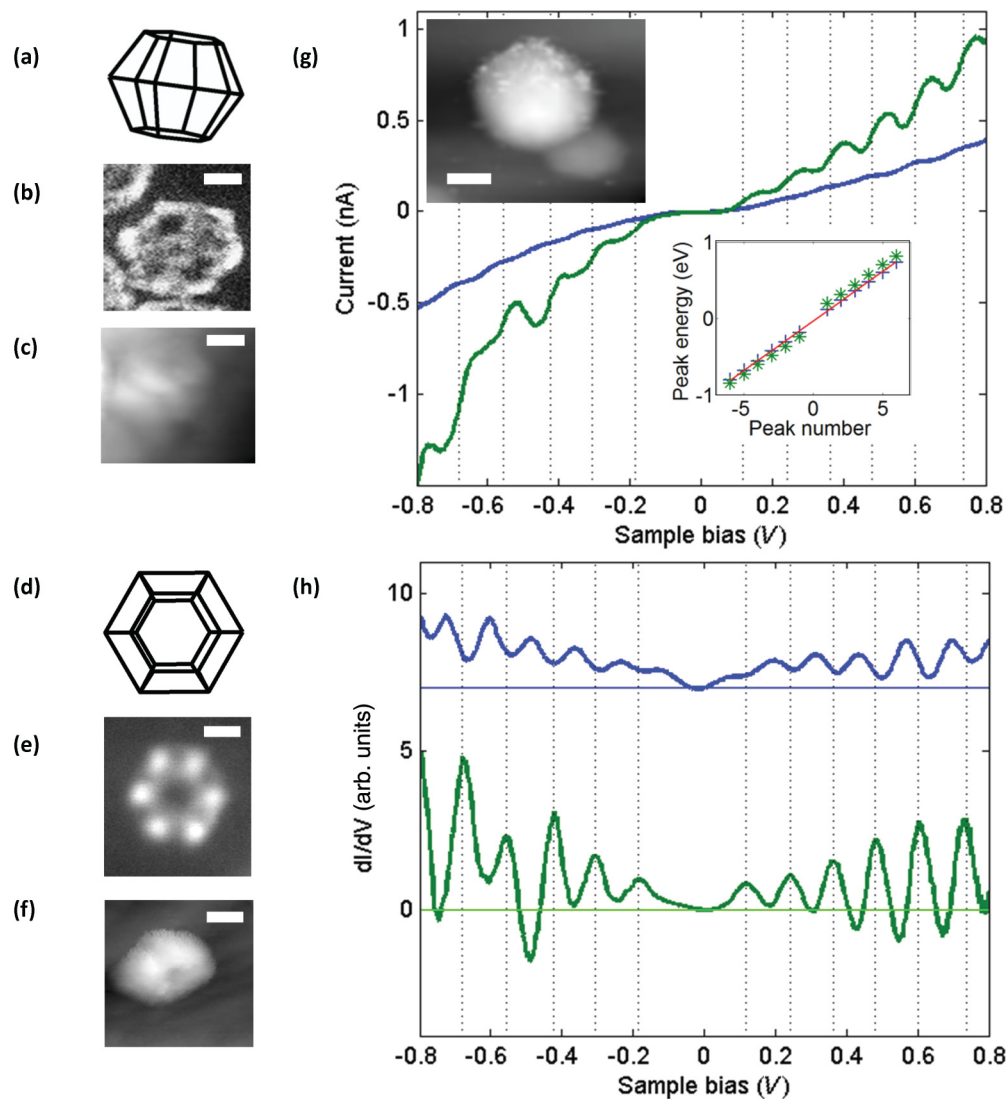 (a)
(b)
(c)
(d)
(e)
(f)
(g)
1
0.5
0
-0.5
-1
Current (nA)
-0.8 -0.6 -0.4 -0.2 0 0.2 0.4 0.6 0.8
Sample bias (V)
1
0
-1
Peak energy (eV)
-5 0 5
Peak number
(h)
10
5
0
dI/dV (arb. units)
-0.8 -0.6 -0.4 -0.2 0 0.2 0.4 0.6 0.8
Sample bias (V)